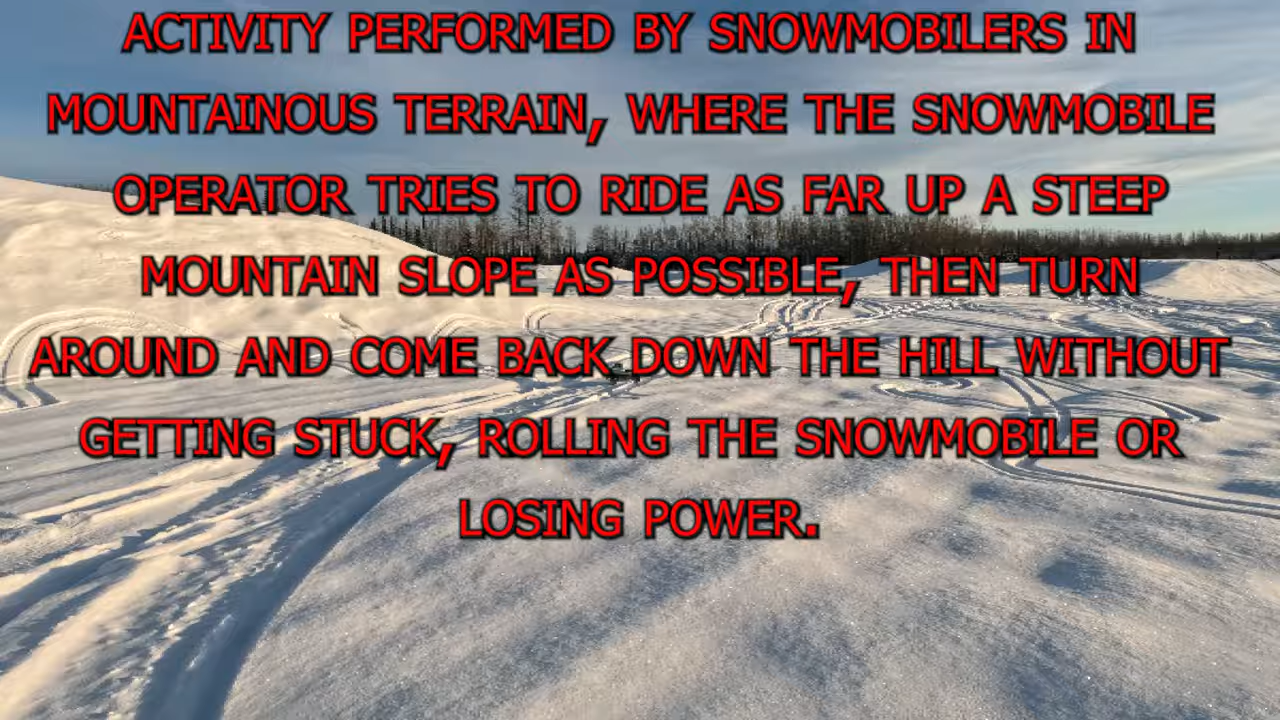 ACTIVITY PERFORMED BY SNOWMOBILERS IN
MOUNTAINOUS TERRAIN, WHERE THE SNOWMOBILE
OPERATOR TRIES TO RIDE AS FAR UP A STEEP
MOUNTAIN SLOPE AS POSSIBLE, THEN TURN
AROUND AND COME BACK DOWN THE HILL WITHOUT
GETTING STUCK, ROLLING THE SNOWMOBILE OR
LOSING POWER.